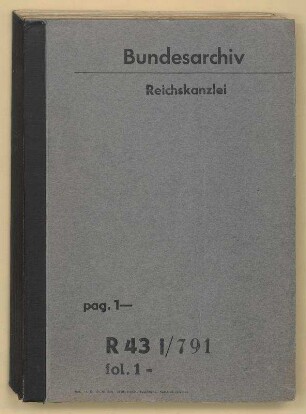 Bundesarchiv
Reichskanzlei
pag. 1—
R 43 I/791
fol. 1 -